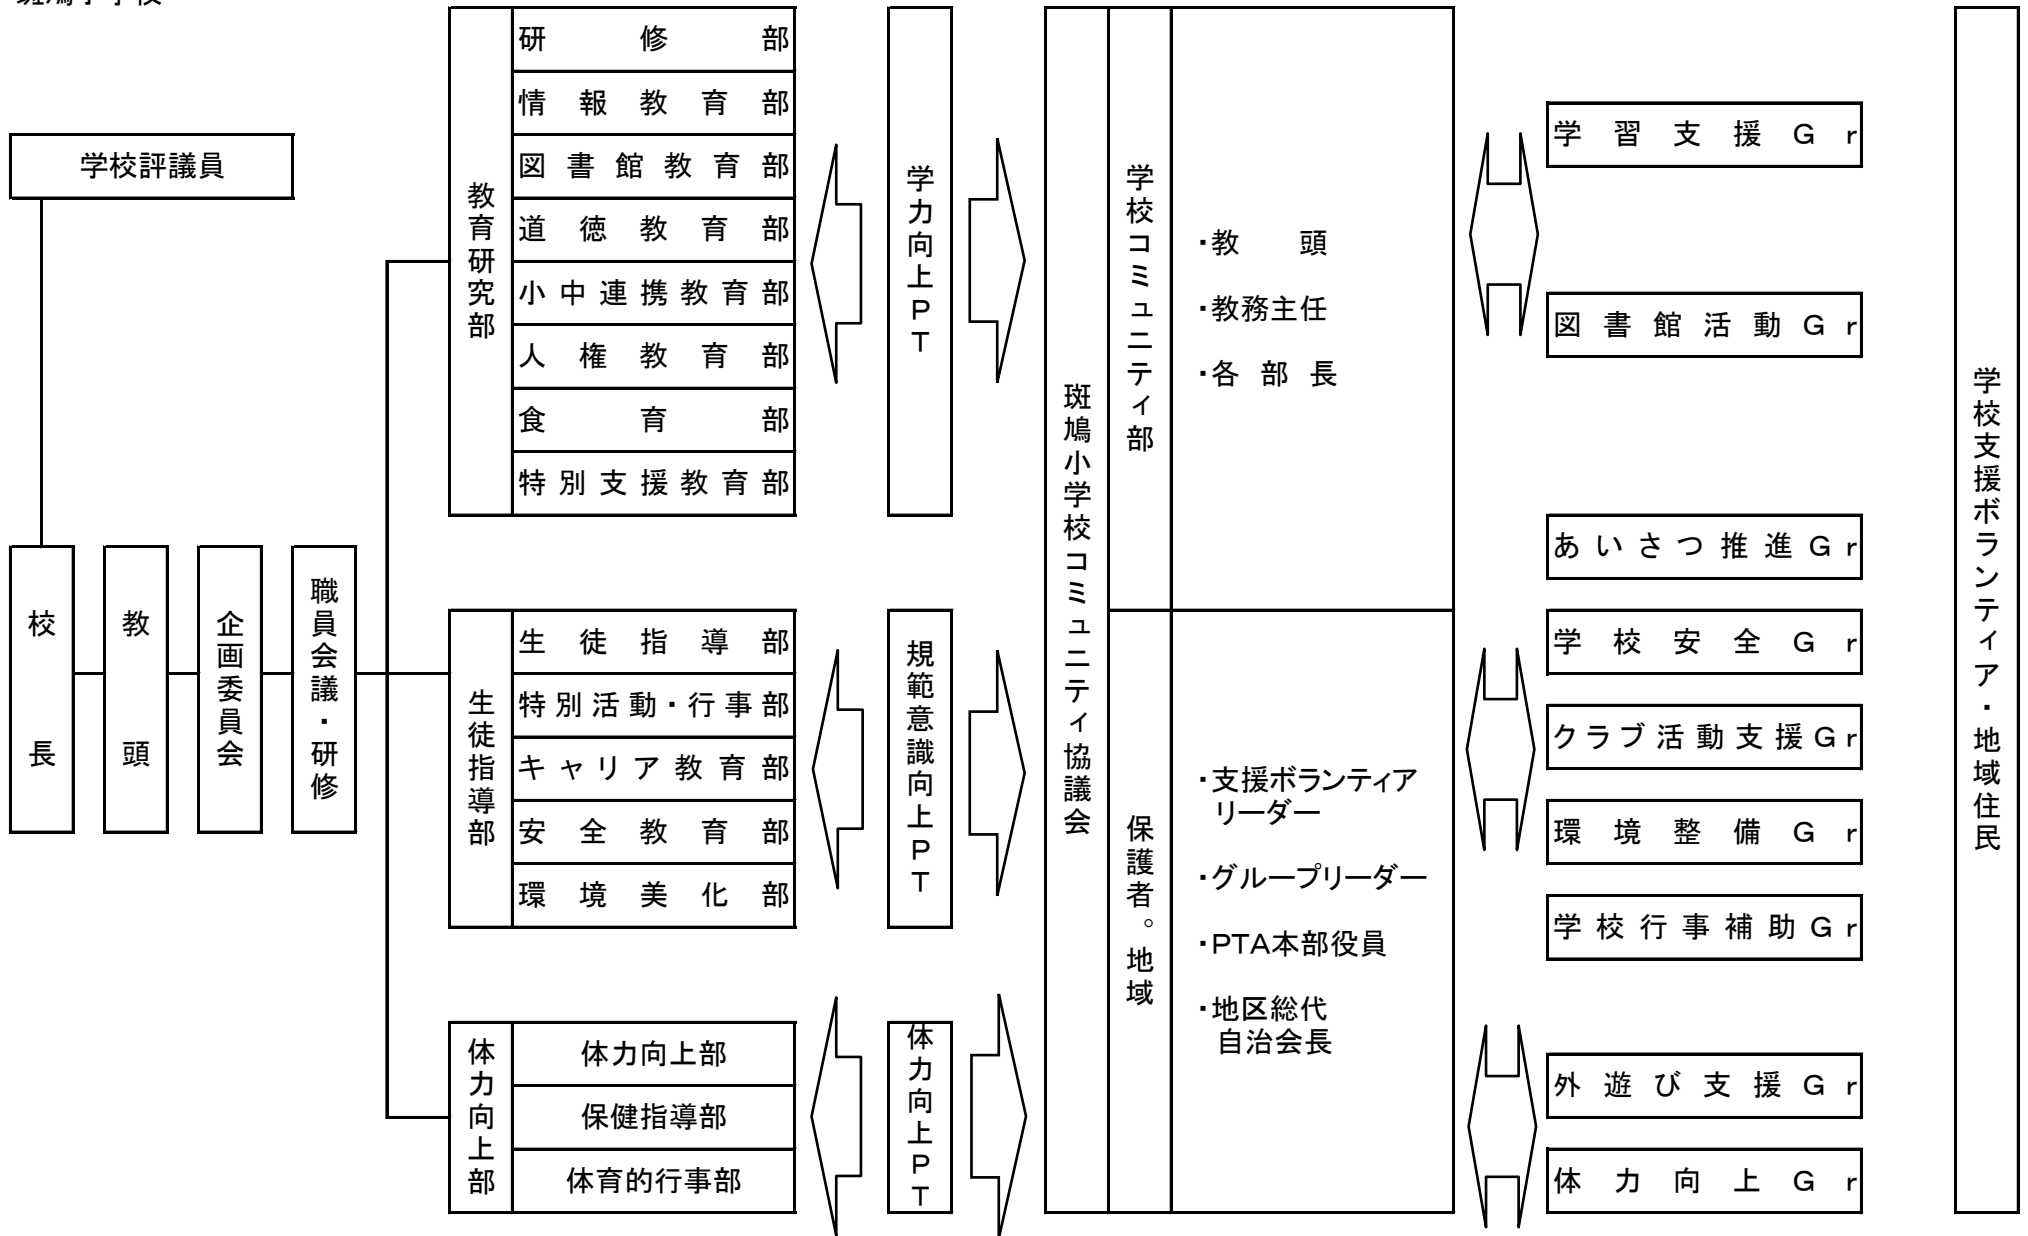 学校評議員
校長
教頭
企画委員会
職員会議・研修
教育研究部
研修部
情報教育部
図書館教育部
道徳教育部
小中連携教育部
人権教育部
食育部
特別支援教育部
生徒指導部
生徒指導部
特別活動・行事部
キャリア教育部
安全教育部
環境美化部
体力向上部
体力向上部
保健指導部
体育的行事部
学力向上PT
規範意識向上PT
体力向上PT
斑鳩小学校コミュニティ協議会
学校コミュニティ部
・教頭
・教務主任
・各部長
保護者。地域
・支援ボランティア
リーダー
・グループリーダー
・PTA本部役員
・地区総代
自治会長
学習支援Gr
図書館活動Gr
あいさつ推進Gr
学校安全Gr
クラブ活動支援Gr
環境整備Gr
学校行事補助Gr
外遊び支援Gr
体力向上Gr
学校支援ボランティア・地域住民